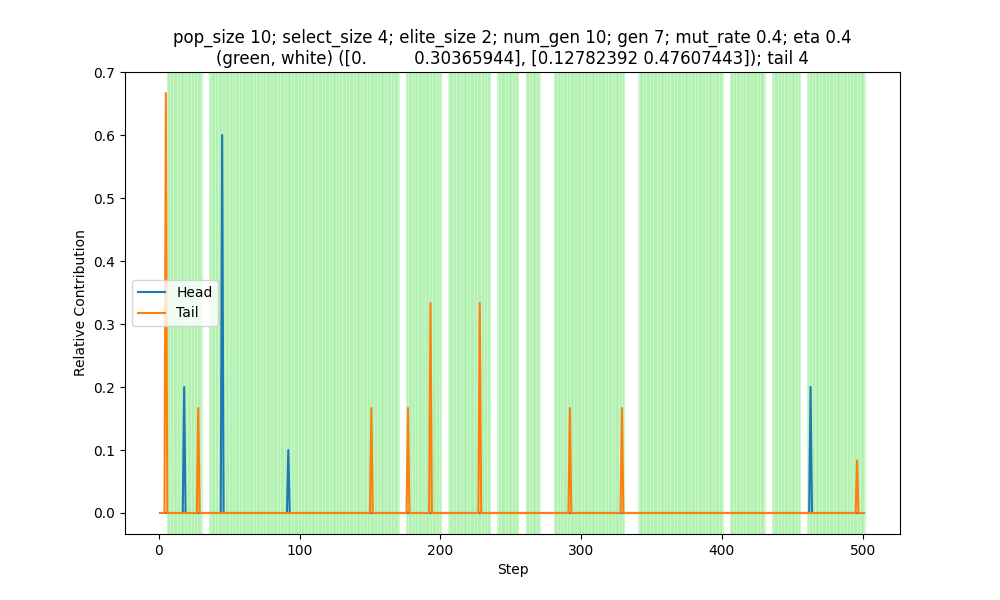 pop_size 10; select_size 4; elite_size 2; num_gen 10; gen 7; mut_rate 0.4; eta 0.4
(green, white) ([0.         0.30365944], [0.12782392 0.47607443]); tail 4
0.7
0.6
0.5
0.4
0.3
0.2
0.1
0.0
Relative Contribution
Head
Tail
0
100
200
300
400
500
Step